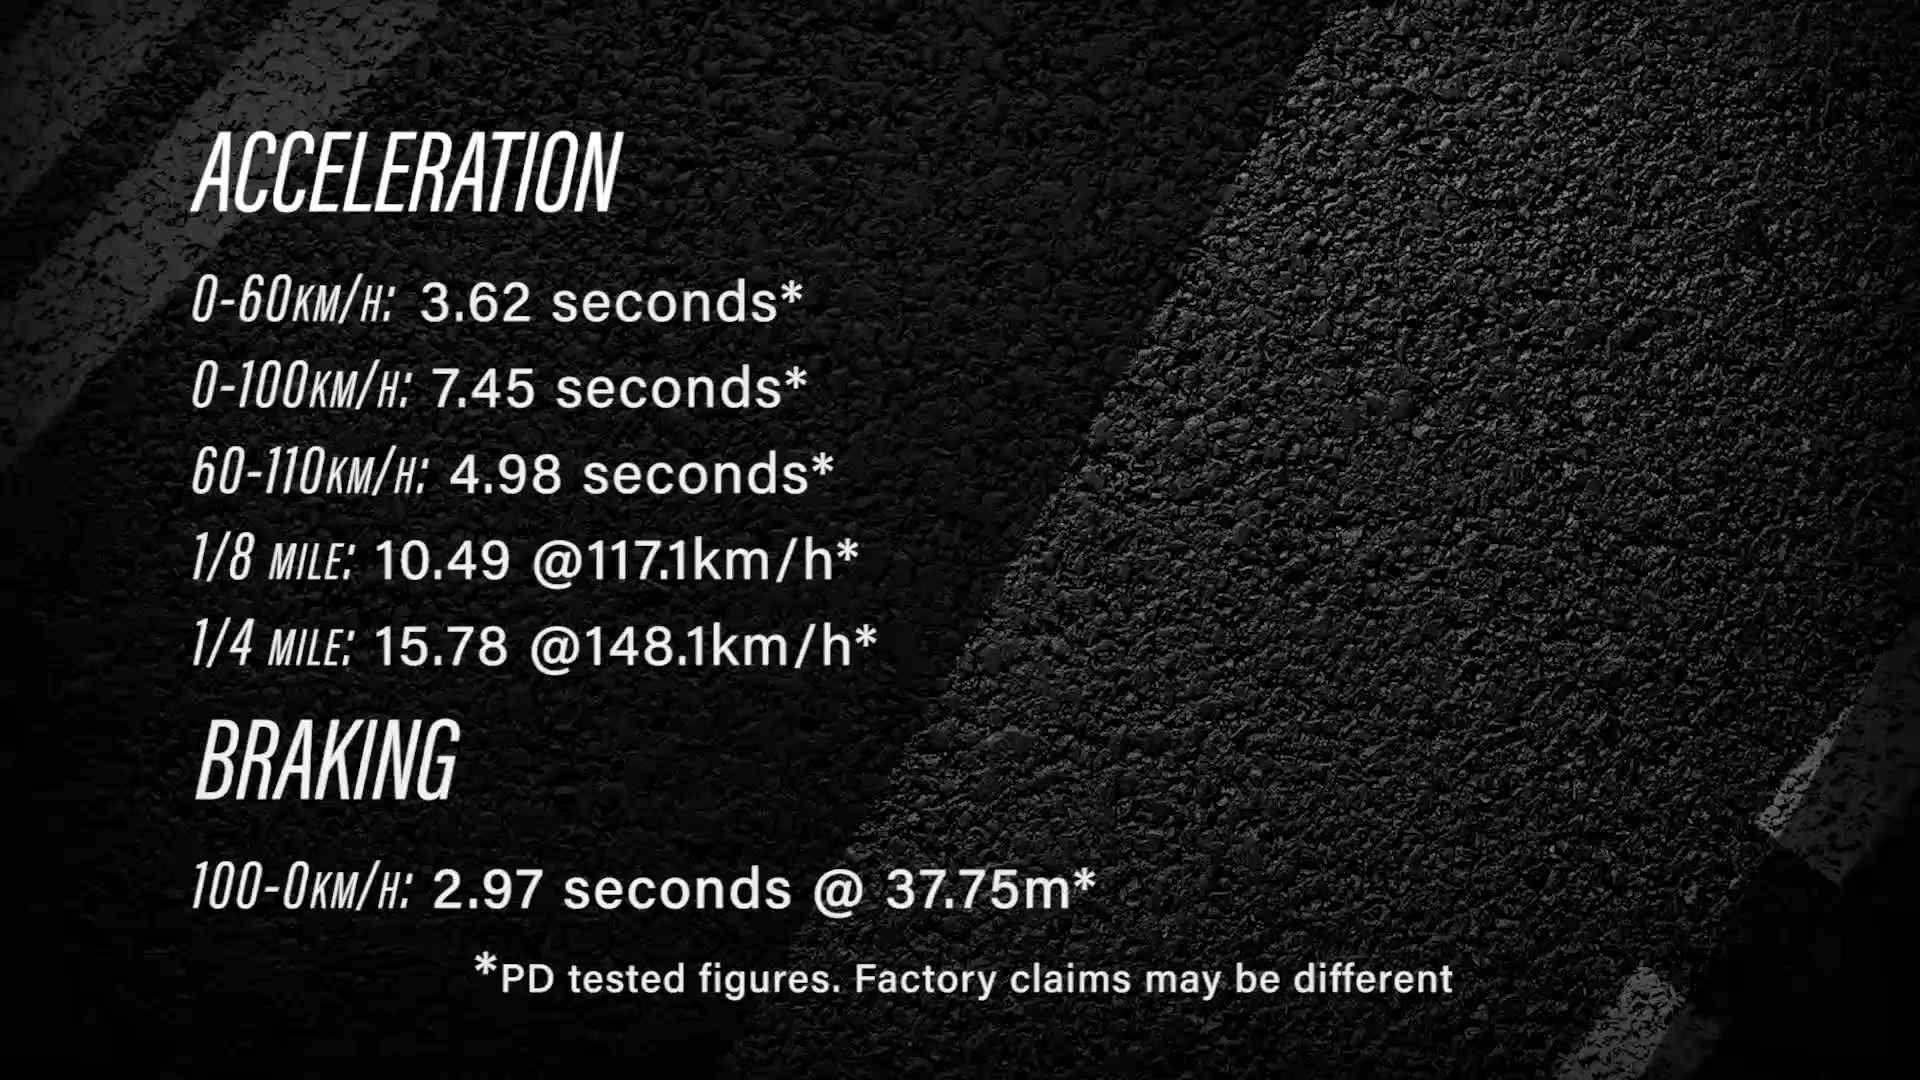 ACCELERATION
0-60KM/H: 3.62 seconds*
0-100KM/H: 7.45 seconds*
60-110KM/H: 4.98 seconds*
1/8 MILE: 10.49 @117.1km/h*
1/4 MILE: 15.78 @148.1km/h*
BRAKING
100-0KM/H: 2.97 seconds @ 37.75m*
*PD tested figures. Factory claims may be different